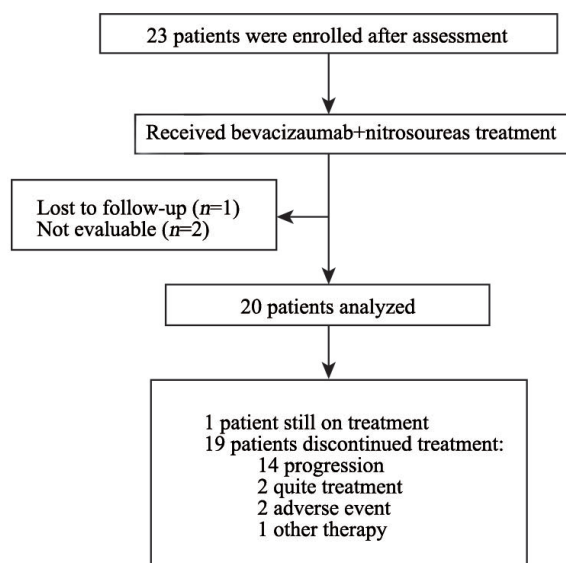 23 patients were enrolled after assessment
Received bevacizaumab+nitrosoureas treatment
Lost to follow-up (n=1)
Not evaluable (n=2)
20 patients analyzed
1 patient still on treatment
19 patients discontinued treatment:
14 progression
2 quite treatment
2 adverse event
1 other therapy